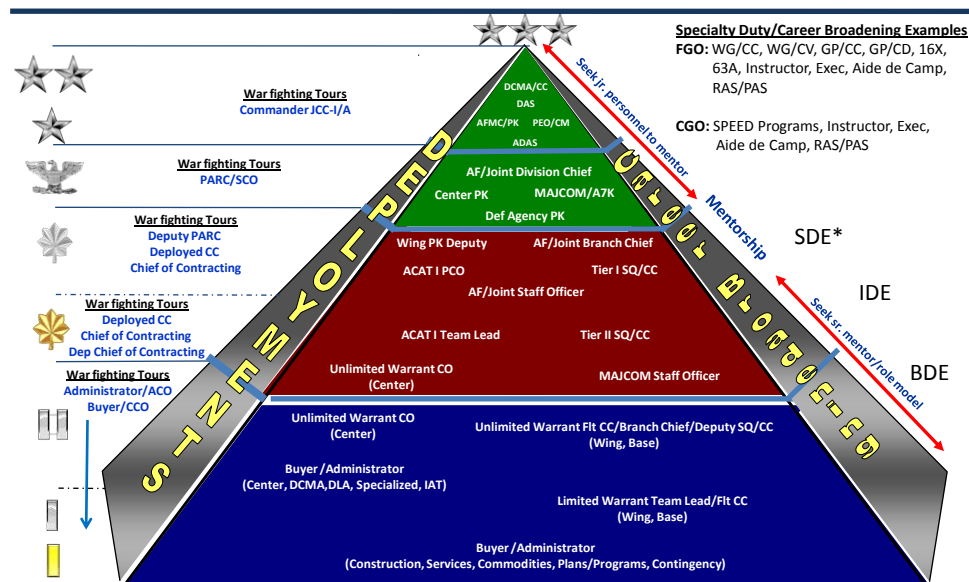 Specialty Duty/Career Broadening Examples
FGO: WG/CC, WG/CV, GP/CC, GP/CD, 16X,
63A, Instructor, Exec, Aide de Camp,
RAS/PAS
CGO: SPEED Programs, Instructor, Exec,
Aide de Camp, RAS/PAS
War fighting Tours
Commander JCC-I/A
War fighting Tours
PARC/SCO
War fighting Tours
Deputy PARC
Deployed CC
Chief of Contracting
War fighting Tours
Deployed CC
Chief of Contracting
Dep Chief of Contracting
War fighting Tours
Administrator/ACO
Buyer/CCO
DEPLOYMENTS
DCMA/CC
DAS
AFMC/PK PEO/CM
ADAS
AF/Joint Division Chief
Center PK MAJCOM/A7K
Def Agency PK
Wing PK Deputy AF/Joint Branch Chief
ACAT I PCO Tier I SQ/CC
AF/Joint Staff Officer
ACAT I Team Lead Tier II SQ/CC
Unlimited Warrant CO
(Center)
MAJCOM Staff Officer
Unlimited Warrant CO
(Center)
Unlimited Warrant Flt CC/Branch Chief/Deputy SQ/CC
(Wing, Base)
Buyer/Administrator
(Center, DCMA,DLA, Specialized, IAT)
Limited Warrant Team Lead/Flt CC
(Wing, Base)
Buyer/Administrator
(Construction, Services, Commodities, Plans/Programs, Contingency)
Career Broadening
Seek jr. personnel to mentor
Mentorship
Seek sr. mentor/role model
SDE*
IDE
BDE